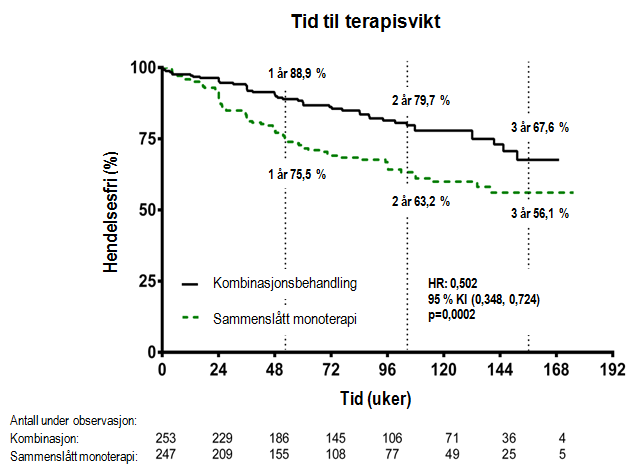 Tid til terapisvikt
Hendelsesfri (%)
100
75
50
25
0
1 år 88,9 %
2 år 79,7 %
3 år 67,6 %
1 år 75,5 %
2 år 63,2 %
3 år 56,1 %
Kombinasjonsbehandling
Sammenslått monoterapi
HR: 0,502
95 % KI (0,348, 0,724)
p=0,0002
0 24 48 72 96 120 144 168 192
Tid (uker)
Antall under observasjon:
Kombinasjon: 253 229 186 145 106 71 36 4
Sammenslått monoterapi: 247 209 155 108 77 49 25 5